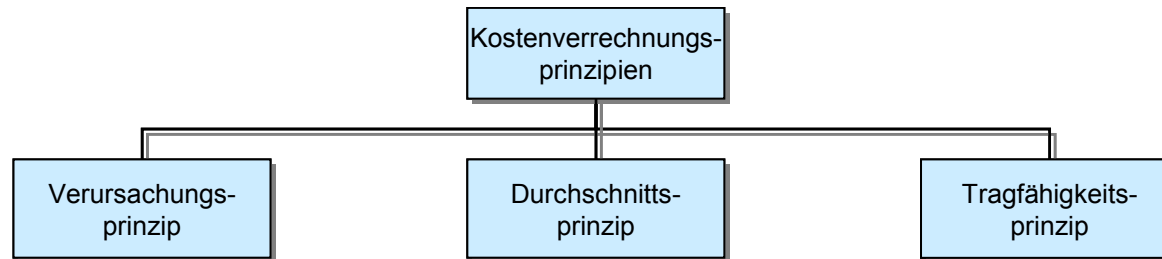 Kostenverrechnungs-
prinzipien
Verursachungs-
prinzip
Durchschnitts-
prinzip
Tragfähigkeits-
prinzip